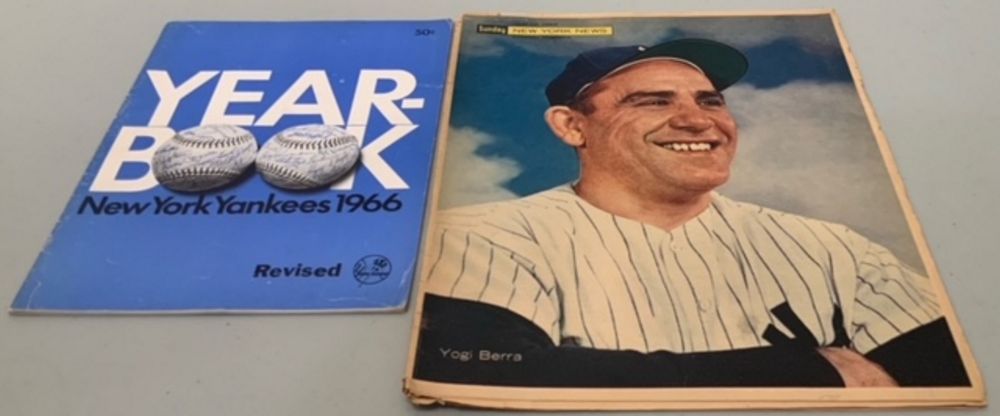 50¢
YEAR-
BOOK
New York Yankees 1966
Revised
Sunday NEW YORK NEWS
Yogi Berra